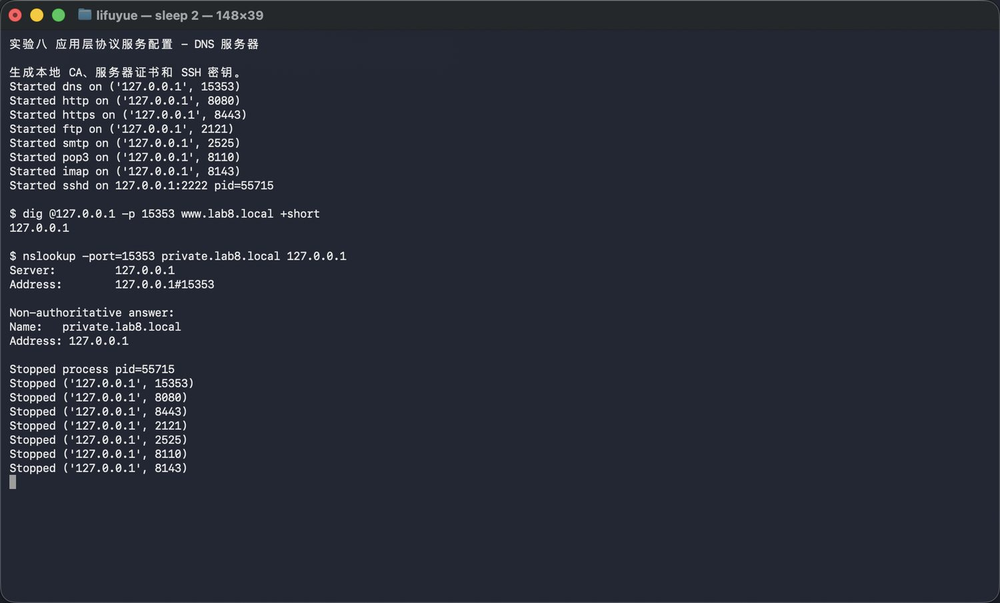 lifuyue — sleep 2 — 148×39
实验八 应用层协议服务配置 - DNS 服务器
生成本地 CA、服务器证书和 SSH 密钥。
Started dns on ('127.0.0.1', 15353)
Started http on ('127.0.0.1', 8080)
Started https on ('127.0.0.1', 8443)
Started ftp on ('127.0.0.1', 2121)
Started smtp on ('127.0.0.1', 2525)
Started pop3 on ('127.0.0.1', 8110)
Started imap on ('127.0.0.1', 8143)
Started sshd on 127.0.0.1:2222 pid=55715
$ dig @127.0.0.1 -p 15353 www.lab8.local +short
127.0.0.1
$ nslookup -port=15353 private.lab8.local 127.0.0.1
Server:         127.0.0.1
Address:        127.0.0.1#15353
Non-authoritative answer:
Name:   private.lab8.local
Address: 127.0.0.1
Stopped process pid=55715
Stopped ('127.0.0.1', 15353)
Stopped ('127.0.0.1', 8080)
Stopped ('127.0.0.1', 8443)
Stopped ('127.0.0.1', 2121)
Stopped ('127.0.0.1', 2525)
Stopped ('127.0.0.1', 8110)
Stopped ('127.0.0.1', 8143)